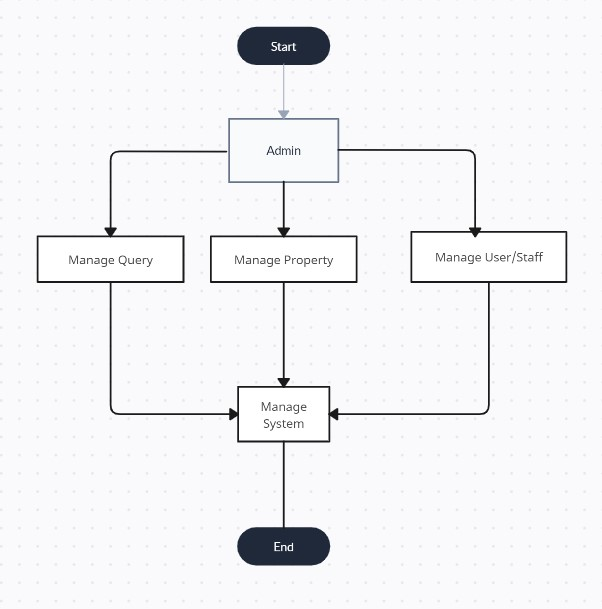 Start
Admin
Manage Query
Manage Property
Manage User/Staff
Manage
System
End